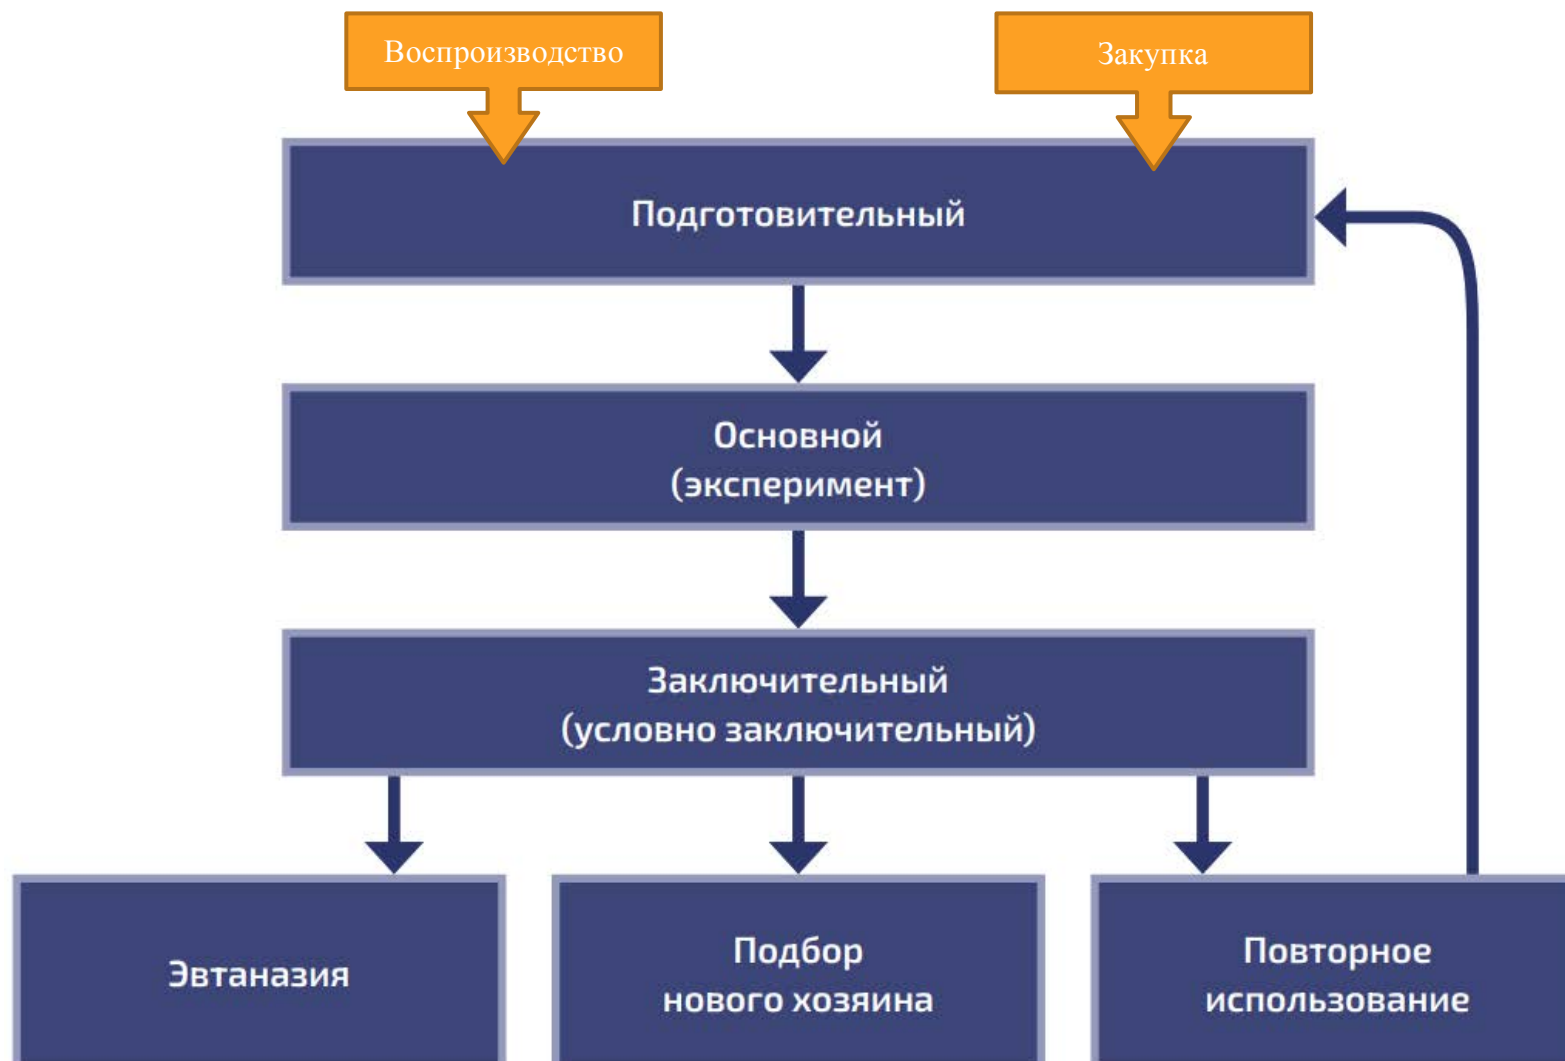 Воспроизводство
Закупка
Подготовительный
Основной
(эксперимент)
Заключительный
(условно заключительный)
Эвтаназия
Подбор
нового хозяина
Повторное
использование